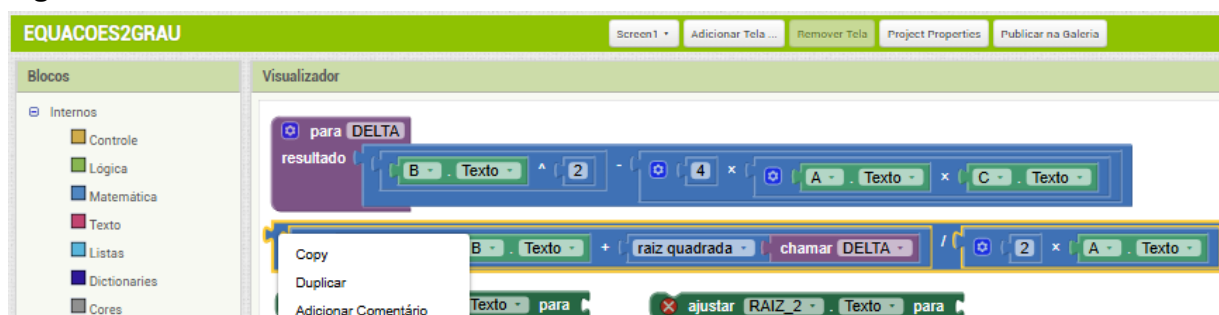 EQUACOES2GRAU Screen1 Adicionar Tela ... Remover Tela Project Properties Publicar na Galeria
Blocos Visualizador
Internos
Controle
Lógica
Matemática
Texto
Listas
Dictionaries
Cores
para DELTA
resultado B . Texto ^ 2 - 4 × A . Texto × C . Texto
B . Texto + raiz quadrada chamar DELTA / 2 × A . Texto
Copy
Duplicar
Adicionar Comentário
Texto para ajustar RAIZ_2 . Texto para